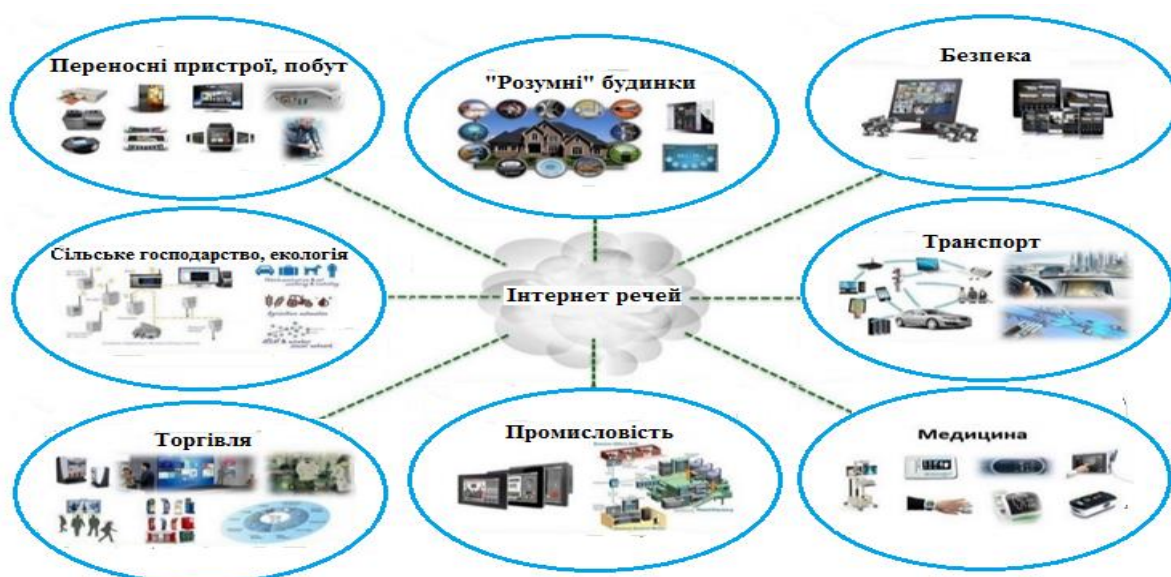 Переносні пристрої, побут
"Розумні" будинки
Безпека
Сільське господарство, екологія
Інтернет речей
Транспорт
Торгівля
Промисловість
Медицина